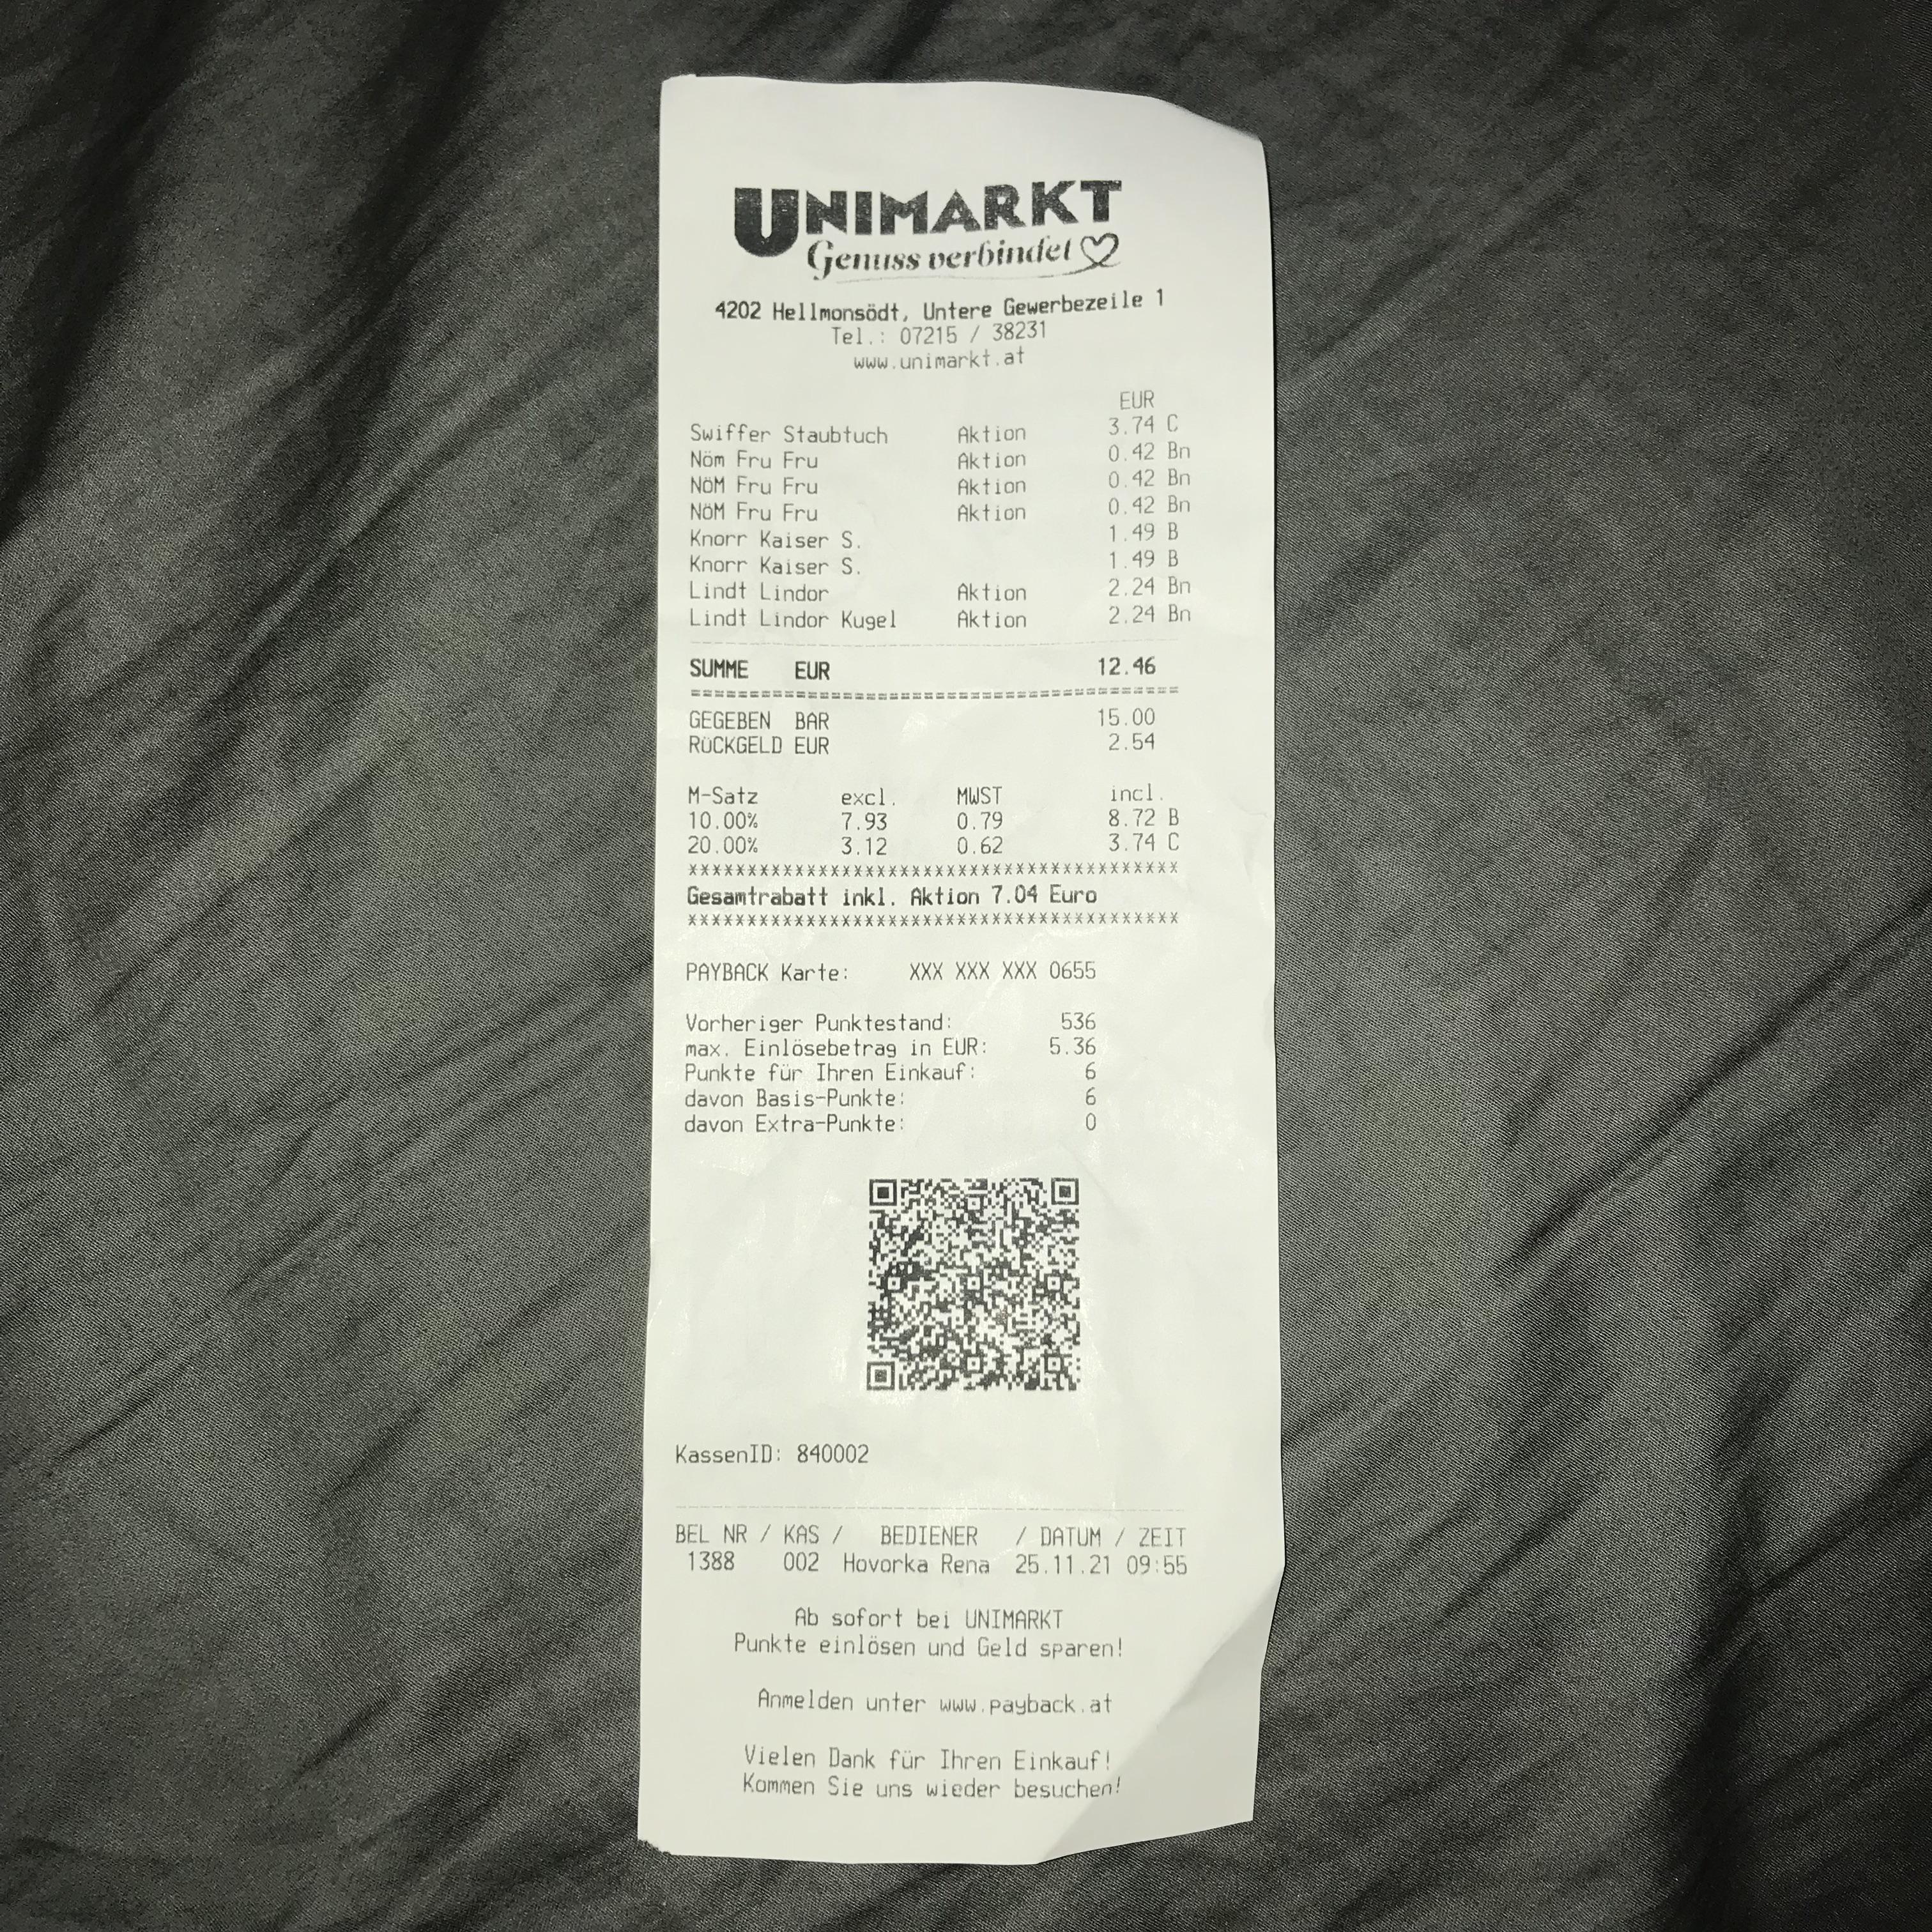 UNIMARKT
Genuss verbindet
4202 Hellmonsödt, Untere Gewerbezeile 1
Tel.: 07215 / 38231
www.unimarkt.at
EUR
Swiffer Staubtuch Aktion 3.74 C
Nöm Fru Fru Aktion 0.42 Bn
NöM Fru Fru Aktion 0.42 Bn
NöM Fru Fru Aktion 0.42 Bn
Knorr Kaiser S. 1.49 B
Knorr Kaiser S. 1.49 B
Lindt Lindor Aktion 2.24 Bn
Lindt Lindor Kugel Aktion 2.24 Bn
SUMME EUR 12.46
==========================================
GEGEBEN BAR 15.00
RÜCKGELD EUR 2.54
M-Satz excl. MWST incl.
10.00% 7.93 0.79 8.72 B
20.00% 3.12 0.62 3.74 C
******************************************
Gesamtrabatt inkl. Aktion 7.04 Euro
******************************************
PAYBACK Karte: XXX XXX XXX 0655
Vorheriger Punktestand: 536
max. Einlösebetrag in EUR: 5.36
Punkte für Ihren Einkauf: 6
davon Basis-Punkte: 6
davon Extra-Punkte: 0
KassenID: 840002
BEL NR / KAS / BEDIENER / DATUM / ZEIT
1388 002 Hovorka Rena 25.11.21 09:55
Ab sofort bei UNIMARKT
Punkte einlösen und Geld sparen!
Anmelden unter www.payback.at
Vielen Dank für Ihren Einkauf!
Kommen Sie uns wieder besuchen!